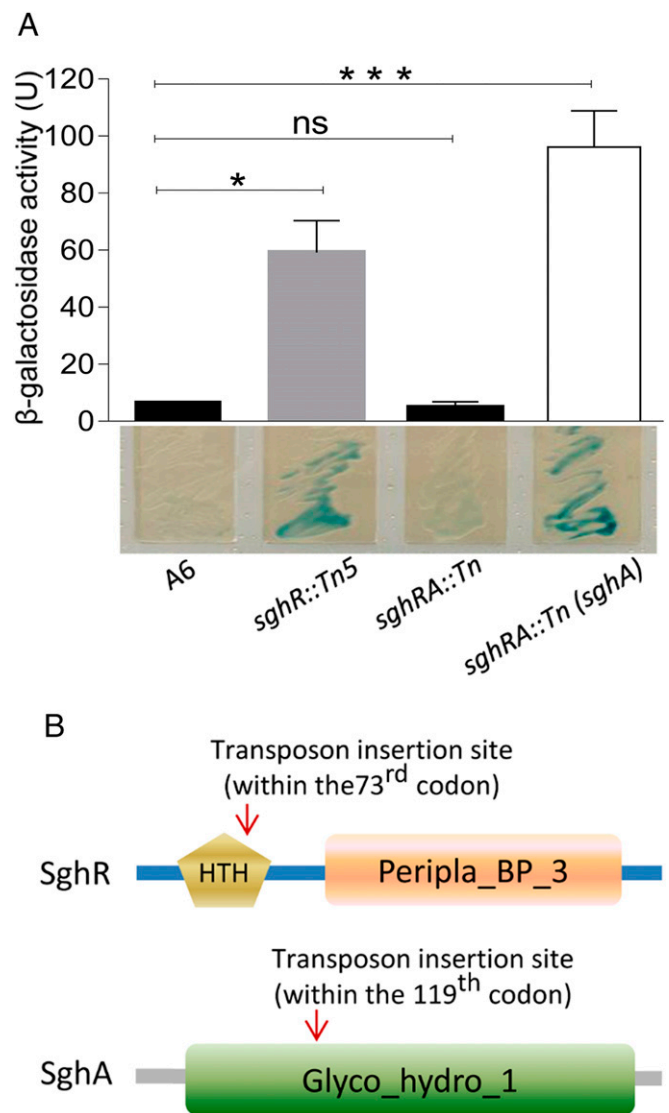 A
β-galactosidase activity (U)
120
100
80
60
40
20
0
* * *
ns
*
A6
sghR::Tn5
sghRA::Tn
sghRA::Tn (sghA)
B
Transposon insertion site
(within the73rd codon)
SghR
HTH
Peripla_BP_3
Transposon insertion site
(within the 119th codon)
SghA
Glyco_hydro_1